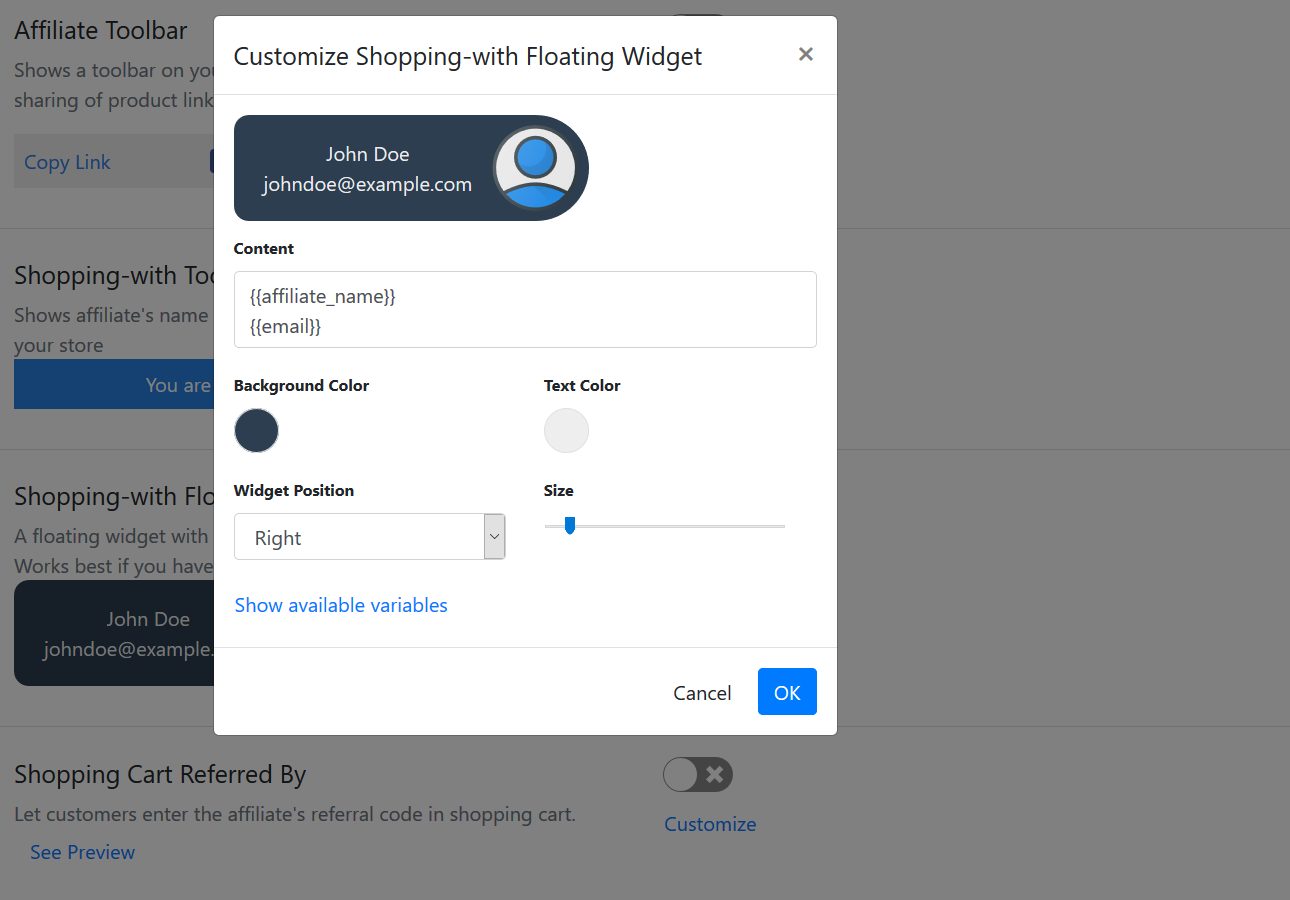 Affiliate Toolbar
Shows a toolbar on
sharing of product link
Copy Link
Shopping-with
Shows affiliate's name
your store
You are
Shopping-with
A floating widget with
Works best if you have
John Doe
johndoe@example.
Customize Shopping-with Floating Widget
John Doe
johndoe@example.com
Content
{{affiliate_name}}
{{email}}
Background Color
Text Color
Widget Position
Size
Right
Show available variables
Cancel
OK
Shopping Cart Referred By
Let customers enter the affiliate's referral code in shopping cart.
Customize
See Preview